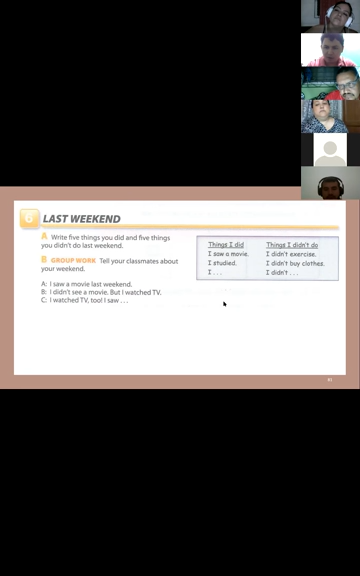 6 LAST WEEKEND
A Write five things you did and five things
you didn't do last weekend.
B GROUP WORK Tell your classmates about
your weekend.
A: I saw a movie last weekend.
B: I didn't see a movie. But I watched TV.
C: I watched TV, too! I saw . . .
Things I did Things I didn't do
I saw a movie. I didn't exercise.
I studied. I didn't buy clothes.
I . . . I didn't . . .